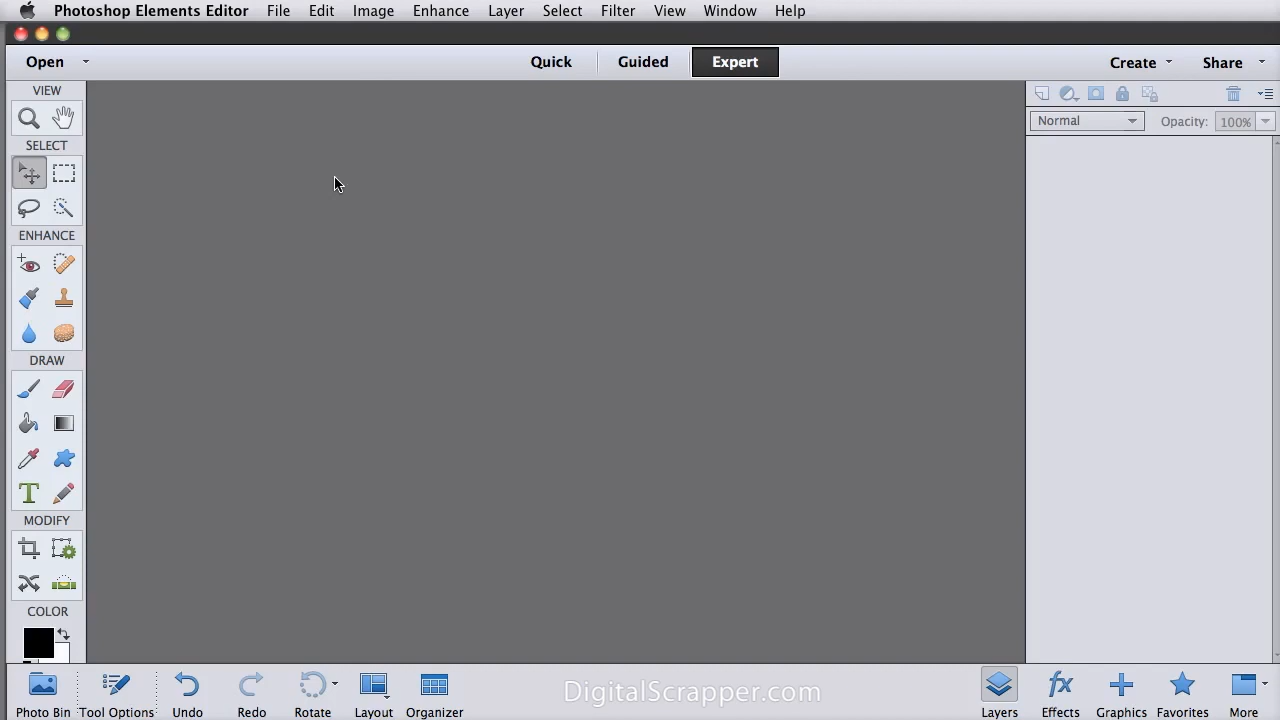 Photoshop Elements Editor File Edit Image Enhance Layer Select Filter View Window Help
Open Quick Guided Expert Create Share
VIEW
Normal Opacity: 100%
SELECT
ENHANCE
DRAW
T
MODIFY
COLOR
Photo Bin Tool Options Undo Redo Rotate Layout Organizer DigitalScrapper.com Layers fx Effects Graphics Favorites More